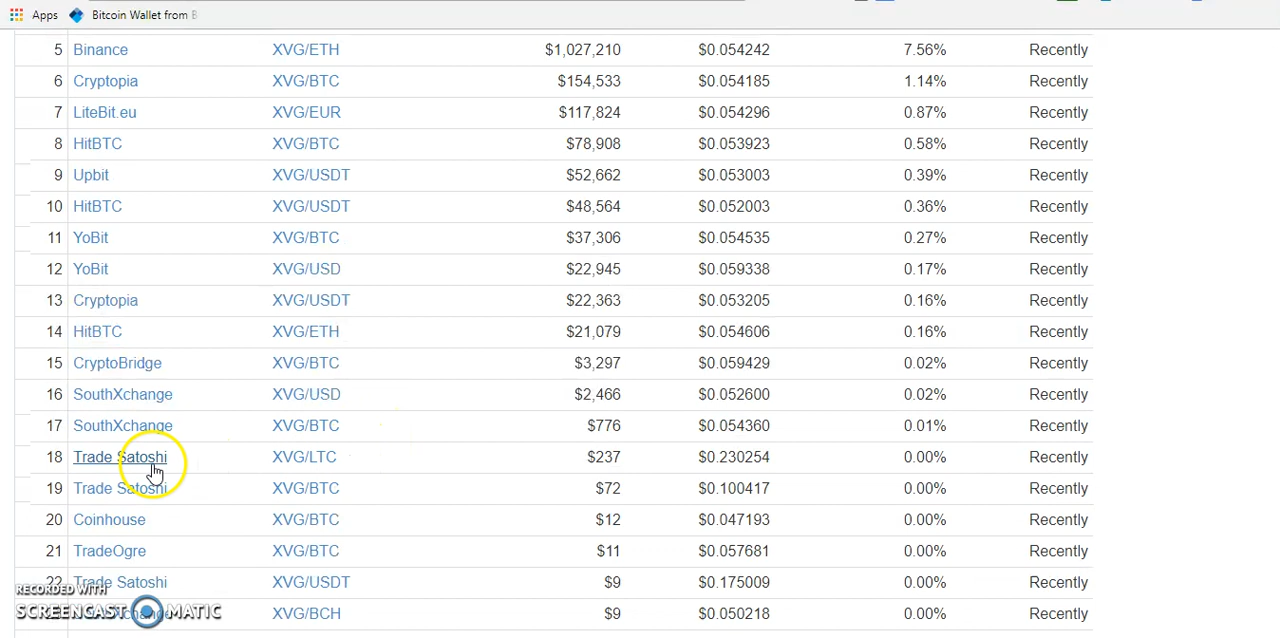 Apps Bitcoin Wallet from B
5 Binance XVG/ETH $1,027,210 $0.054242 7.56% Recently
6 Cryptopia XVG/BTC $154,533 $0.054185 1.14% Recently
7 LiteBit.eu XVG/EUR $117,824 $0.054296 0.87% Recently
8 HitBTC XVG/BTC $78,908 $0.053923 0.58% Recently
9 Upbit XVG/USDT $52,662 $0.053003 0.39% Recently
10 HitBTC XVG/USDT $48,564 $0.052003 0.36% Recently
11 YoBit XVG/BTC $37,306 $0.054535 0.27% Recently
12 YoBit XVG/USD $22,945 $0.059338 0.17% Recently
13 Cryptopia XVG/USDT $22,363 $0.053205 0.16% Recently
14 HitBTC XVG/ETH $21,079 $0.054606 0.16% Recently
15 CryptoBridge XVG/BTC $3,297 $0.059429 0.02% Recently
16 SouthXchange XVG/USD $2,466 $0.052600 0.02% Recently
17 SouthXchange XVG/BTC $776 $0.054360 0.01% Recently
18 Trade Satoshi XVG/LTC $237 $0.230254 0.00% Recently
19 Trade Satoshi XVG/BTC $72 $0.100417 0.00% Recently
20 Coinhouse XVG/BTC $12 $0.047193 0.00% Recently
21 TradeOgre XVG/BTC $11 $0.057681 0.00% Recently
22 Trade Satoshi XVG/USDT $9 $0.175009 0.00% Recently
RECORDED WITH
SCREENCAST MATIC
XVG/BCH $9 $0.050218 0.00% Recently